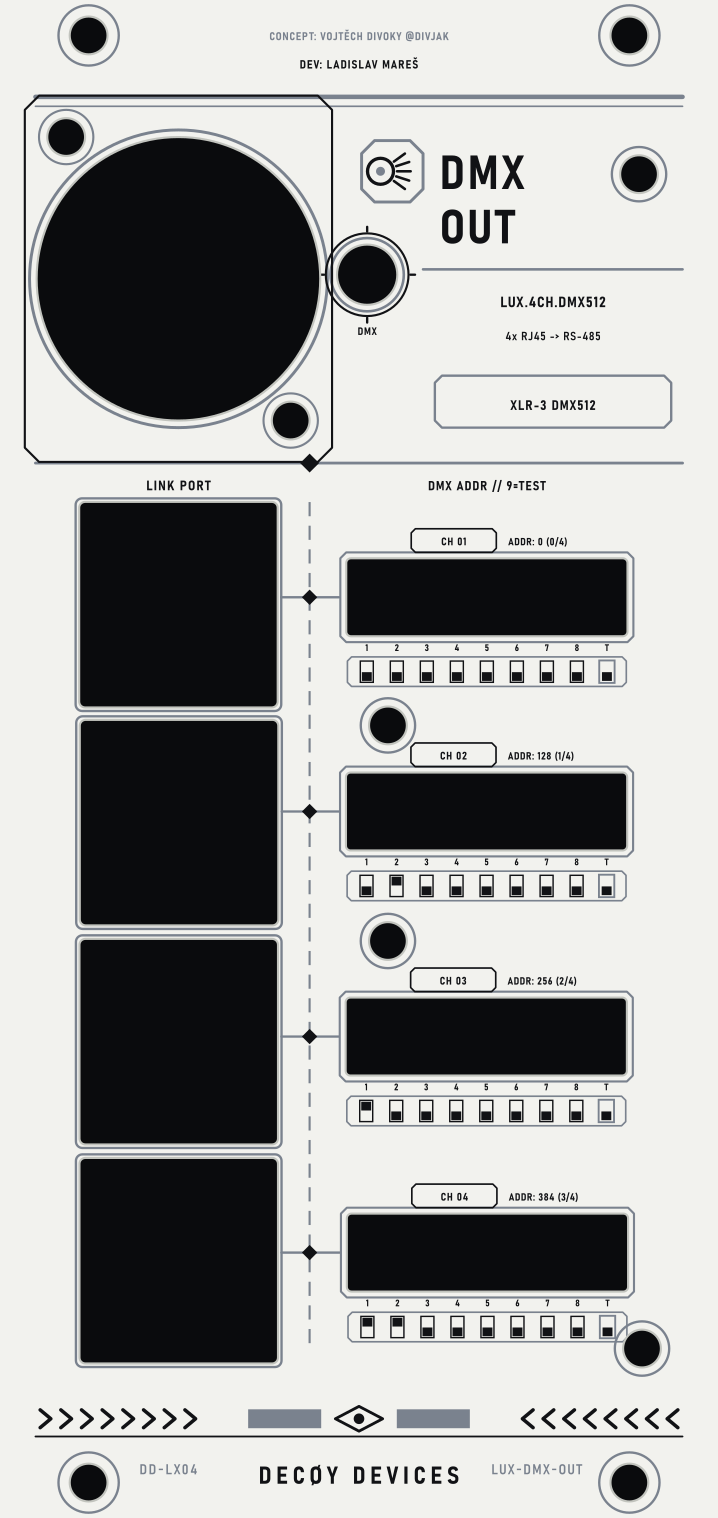 CONCEPT: VOJTĚCH DIVOKY @DIVJAK
DEV: LADISLAV MAREŠ
DMX
OUT
DMX
LUX.4CH.DMX512
4x RJ45 -> RS-485
XLR-3 DMX512
LINK PORT
DMX ADDR // 9=TEST
CH 01
ADDR: 0 (0/4)
1 2 3 4 5 6 7 8 T
CH 02
ADDR: 128 (1/4)
1 2 3 4 5 6 7 8 T
CH 03
ADDR: 256 (2/4)
1 2 3 4 5 6 7 8 T
CH 04
ADDR: 384 (3/4)
1 2 3 4 5 6 7 8 T
DD-LX04
DECØY DEVICES
LUX-DMX-OUT